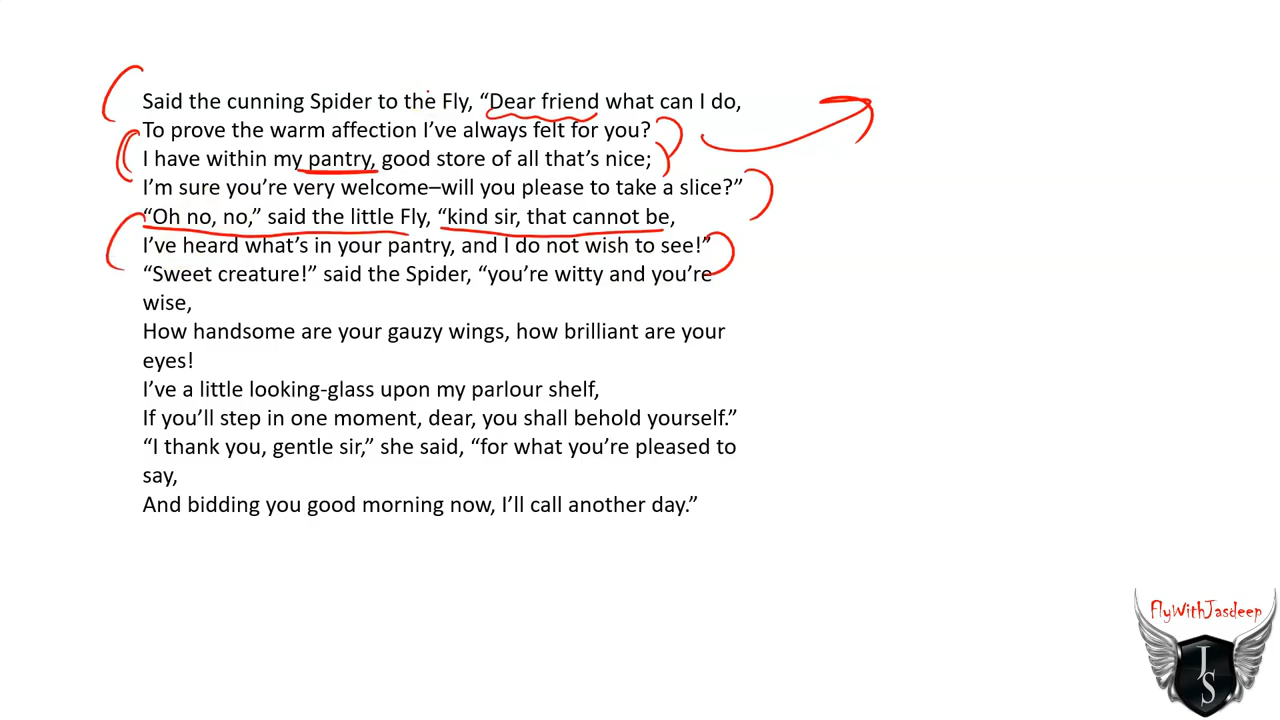 Said the cunning Spider to the Fly, “Dear friend what can I do,
To prove the warm affection I’ve always felt for you?
I have within my pantry, good store of all that’s nice;
I’m sure you’re very welcome–will you please to take a slice?”
“Oh no, no,” said the little Fly, “kind sir, that cannot be,
I’ve heard what’s in your pantry, and I do not wish to see!”
“Sweet creature!” said the Spider, “you’re witty and you’re
wise,
How handsome are your gauzy wings, how brilliant are your
eyes!
I’ve a little looking-glass upon my parlour shelf,
If you’ll step in one moment, dear, you shall behold yourself.”
“I thank you, gentle sir,” she said, “for what you’re pleased to
say,
And bidding you good morning now, I’ll call another day.”
FlyWithJasdeep
JS